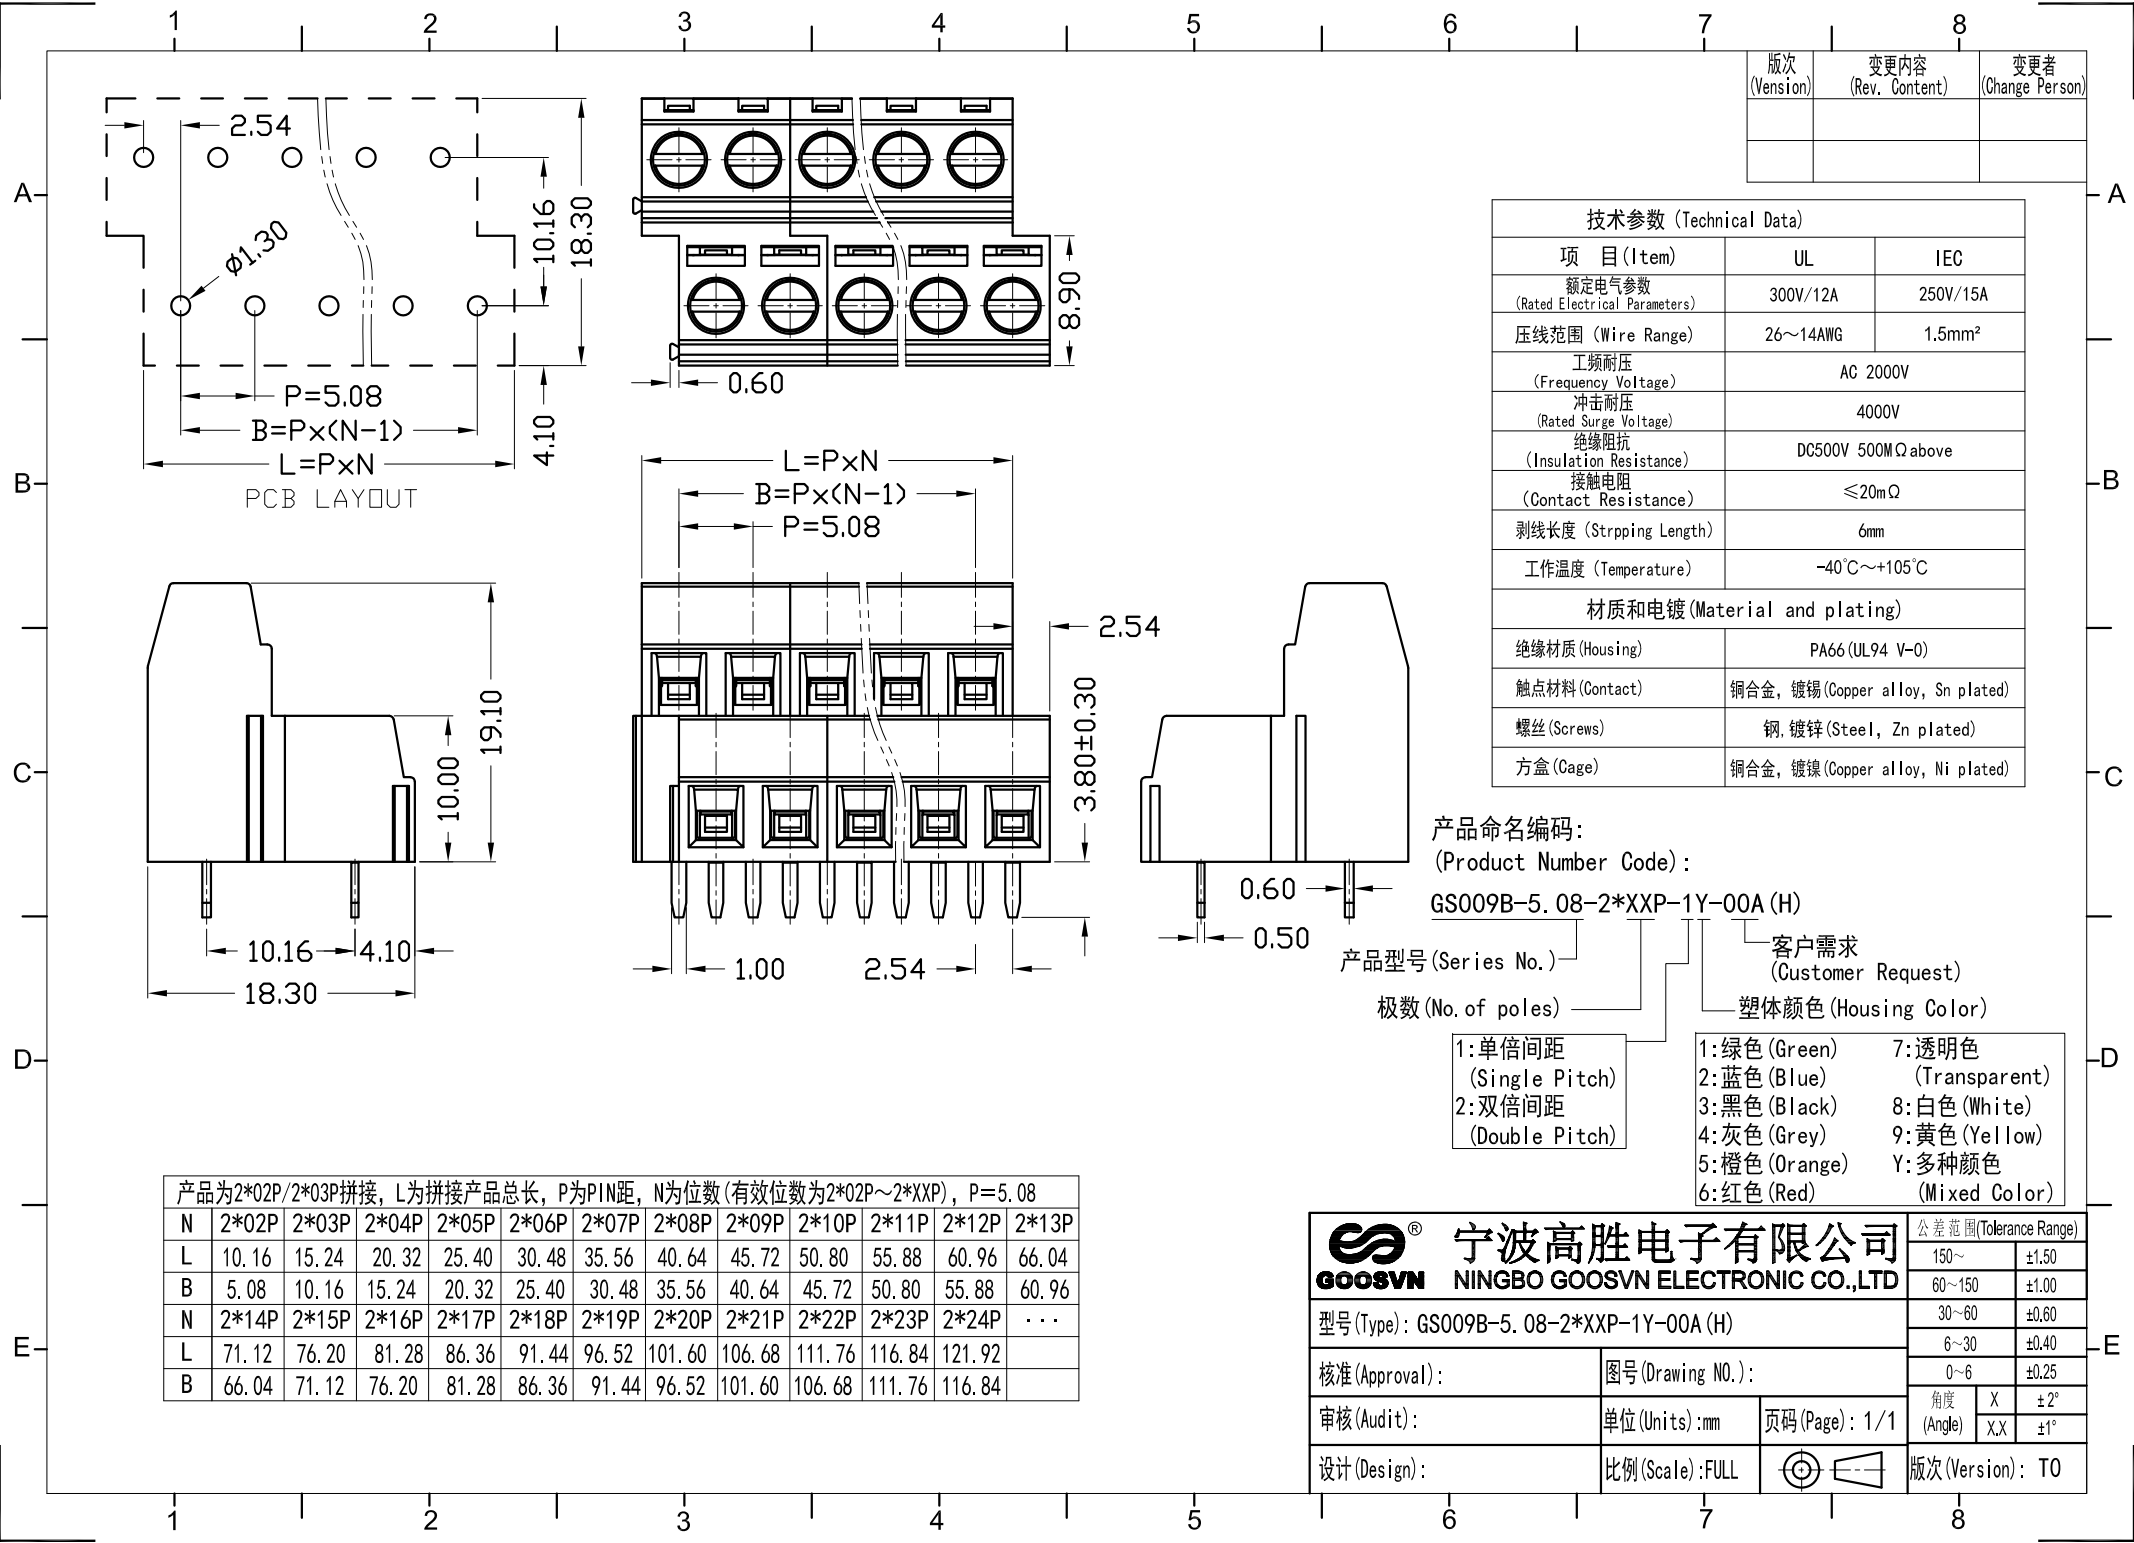 1 2 3 4 5 6 7 8
A
B
C
D
E
A
B
C
D
E
版次 变更内容 变更者
(Vension) (Rev. Content) (Change Person)
2.54
Ø1.30
10.16
18.30
P=5.08
B=Px(N-1)
L=PxN
4.10
PCB LAYOUT
8.90
0.60
L=PxN
B=Px(N-1)
P=5.08
2.54
3.80±0.30
1.00
2.54
19.10
10.00
10.16
4.10
18.30
0.60
0.50
技术参数 (Technical Data)
项 目(Item) UL IEC
额定电气参数
(Rated Electrical Parameters) 300V/12A 250V/15A
压线范围 (Wire Range) 26～14AWG 1.5mm²
工频耐压
(Frequency Voltage) AC 2000V
冲击耐压
(Rated Surge Voltage) 4000V
绝缘阻抗
(Insulation Resistance) DC500V 500MΩabove
接触电阻
(Contact Resistance) ≤20mΩ
剥线长度 (Strpping Length) 6mm
工作温度 (Temperature) -40℃～+105℃
材质和电镀(Material and plating)
绝缘材质(Housing) PA66(UL94 V-0)
触点材料(Contact) 铜合金, 镀锡(Copper alloy, Sn plated)
螺丝(Screws) 钢,镀锌(Steel, Zn plated)
方盒(Cage) 铜合金, 镀镍(Copper alloy, Ni plated)
产品命名编码:
(Product Number Code):
GS009B-5.08-2*XXP-1Y-00A(H)
产品型号(Series No.)
客户需求
(Customer Request)
极数(No.of poles)
塑体颜色(Housing Color)
1:单倍间距
(Single Pitch)
2:双倍间距
(Double Pitch)
1:绿色(Green) 7:透明色
2:蓝色(Blue) (Transparent)
3:黑色(Black) 8:白色(White)
4:灰色(Grey) 9:黄色(Yellow)
5:橙色(Orange) Y:多种颜色
6:红色(Red) (Mixed Color)
产品为2*02P/2*03P拼接, L为拼接产品总长, P为PIN距, N为位数(有效位数为2*02P～2*XXP), P=5.08
N 2*02P 2*03P 2*04P 2*05P 2*06P 2*07P 2*08P 2*09P 2*10P 2*11P 2*12P 2*13P
L 10.16 15.24 20.32 25.40 30.48 35.56 40.64 45.72 50.80 55.88 60.96 66.04
B 5.08 10.16 15.24 20.32 25.40 30.48 35.56 40.64 45.72 50.80 55.88 60.96
N 2*14P 2*15P 2*16P 2*17P 2*18P 2*19P 2*20P 2*21P 2*22P 2*23P 2*24P ···
L 71.12 76.20 81.28 86.36 91.44 96.52 101.60 106.68 111.76 116.84 121.92
B 66.04 71.12 76.20 81.28 86.36 91.44 96.52 101.60 106.68 111.76 116.84
GOOSVN ®
宁波高胜电子有限公司
NINGBO GOOSVN ELECTRONIC CO.,LTD
型号(Type): GS009B-5.08-2*XXP-1Y-00A(H)
核准(Approval): 图号(Drawing NO.):
审核(Audit): 单位(Units):mm 页码(Page): 1/1
设计(Design): 比例(Scale):FULL
公差范围(Tolerance Range)
150～ ±1.50
60～150 ±1.00
30～60 ±0.60
6～30 ±0.40
0～6 ±0.25
角度 X ±2°
(Angle) X.X ±1°
版次(Version): T0
1 2 3 4 5 6 7 8